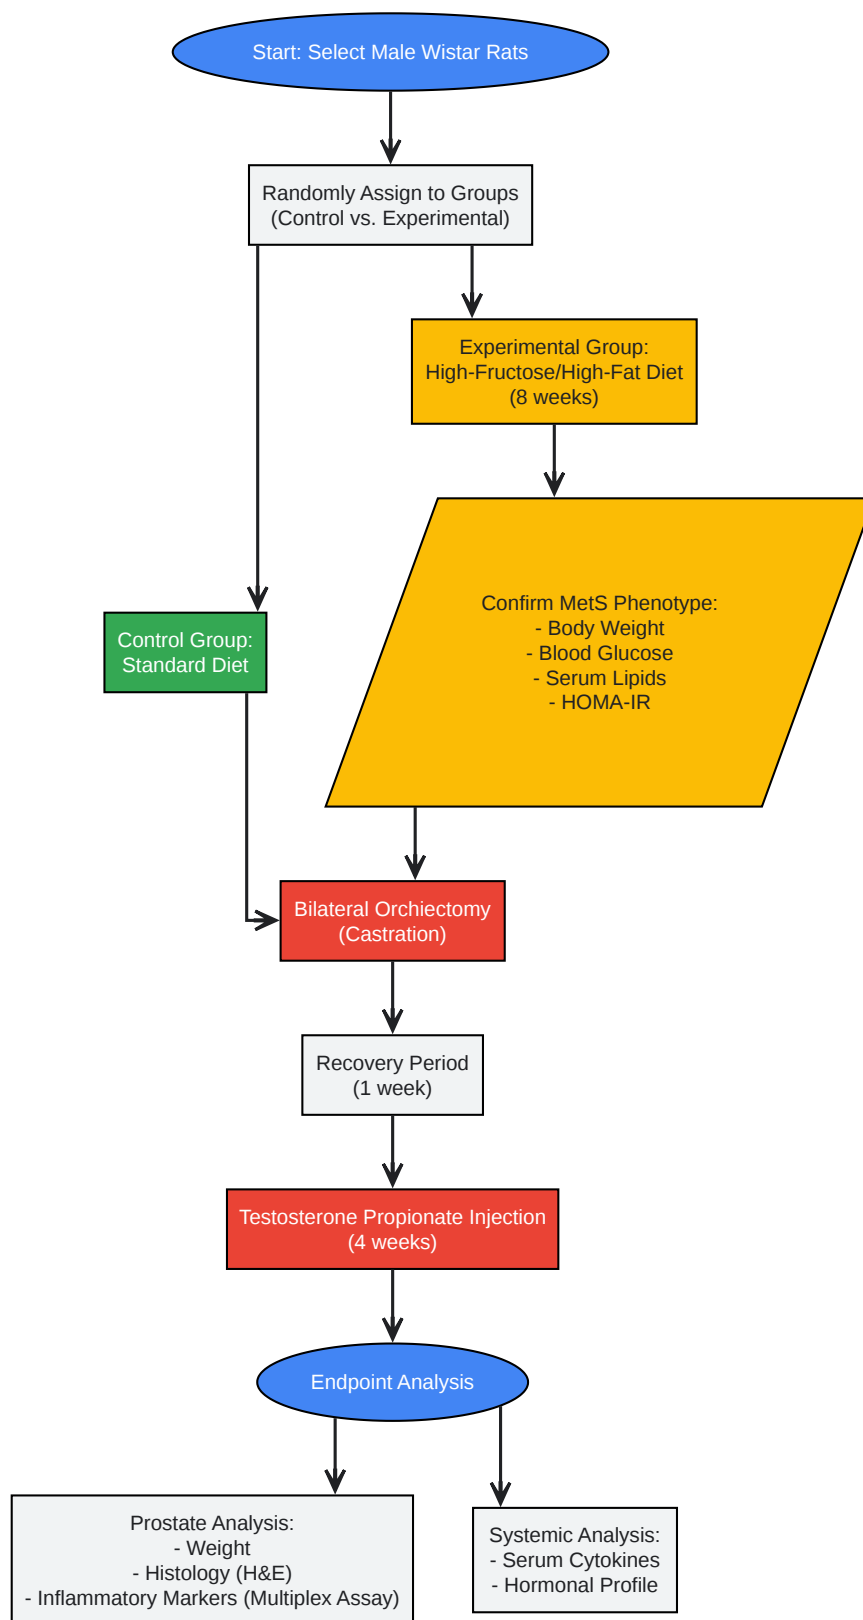 Start: Select Male Wistar Rats
Randomly Assign to Groups
(Control vs. Experimental)
Experimental Group:
High-Fructose/High-Fat Diet
(8 weeks)
Confirm MetS Phenotype:
- Body Weight
- Blood Glucose
- Serum Lipids
- HOMA-IR
Control Group:
Standard Diet
Bilateral Orchiectomy
(Castration)
Recovery Period
(1 week)
Testosterone Propionate Injection
(4 weeks)
Endpoint Analysis
Prostate Analysis:
- Weight
- Histology (H&E)
- Inflammatory Markers (Multiplex Assay)
Systemic Analysis:
- Serum Cytokines
- Hormonal Profile